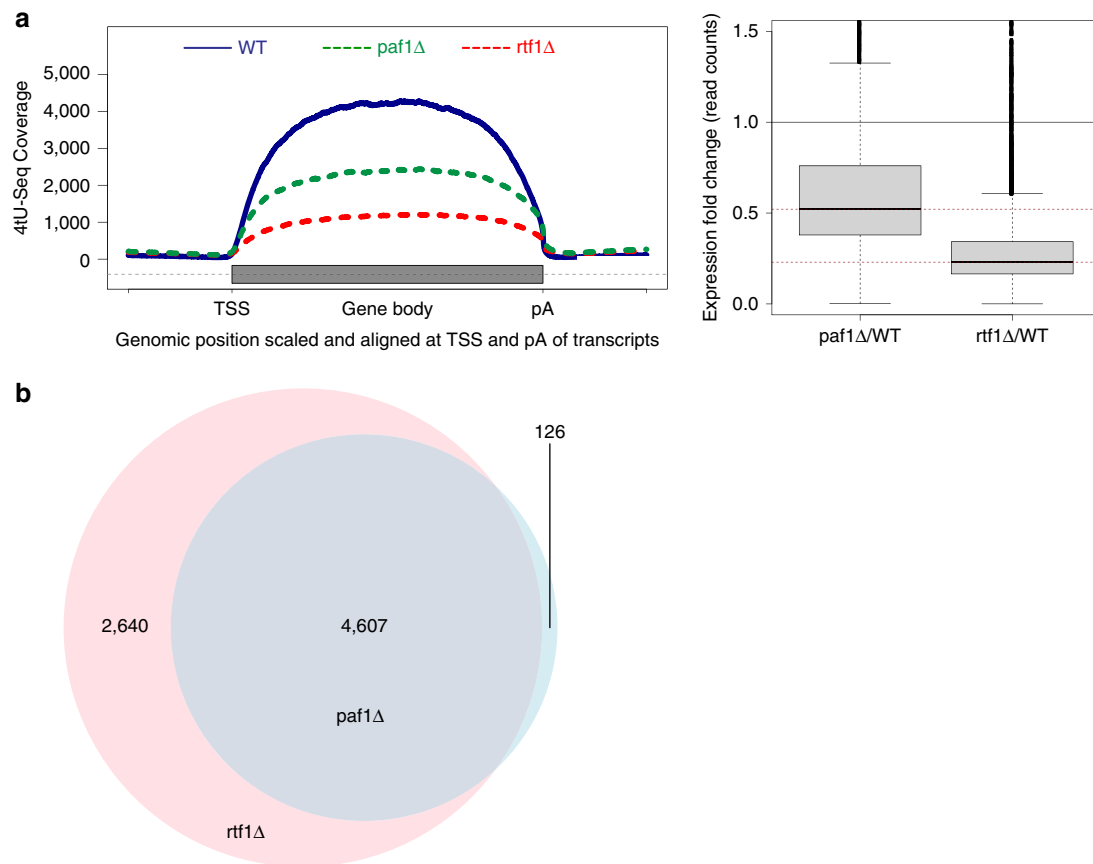 a
WT
paf1Δ
rtf1Δ
4tU-Seq Coverage
5,000
4,000
3,000
2,000
1,000
0
TSS
Gene body
pA
Genomic position scaled and aligned at TSS and pA of transcripts
Expression fold change (read counts)
1.5
1.0
0.5
0.0
paf1Δ/WT
rtf1Δ/WT
b
126
2,640
4,607
paf1Δ
rtf1Δ